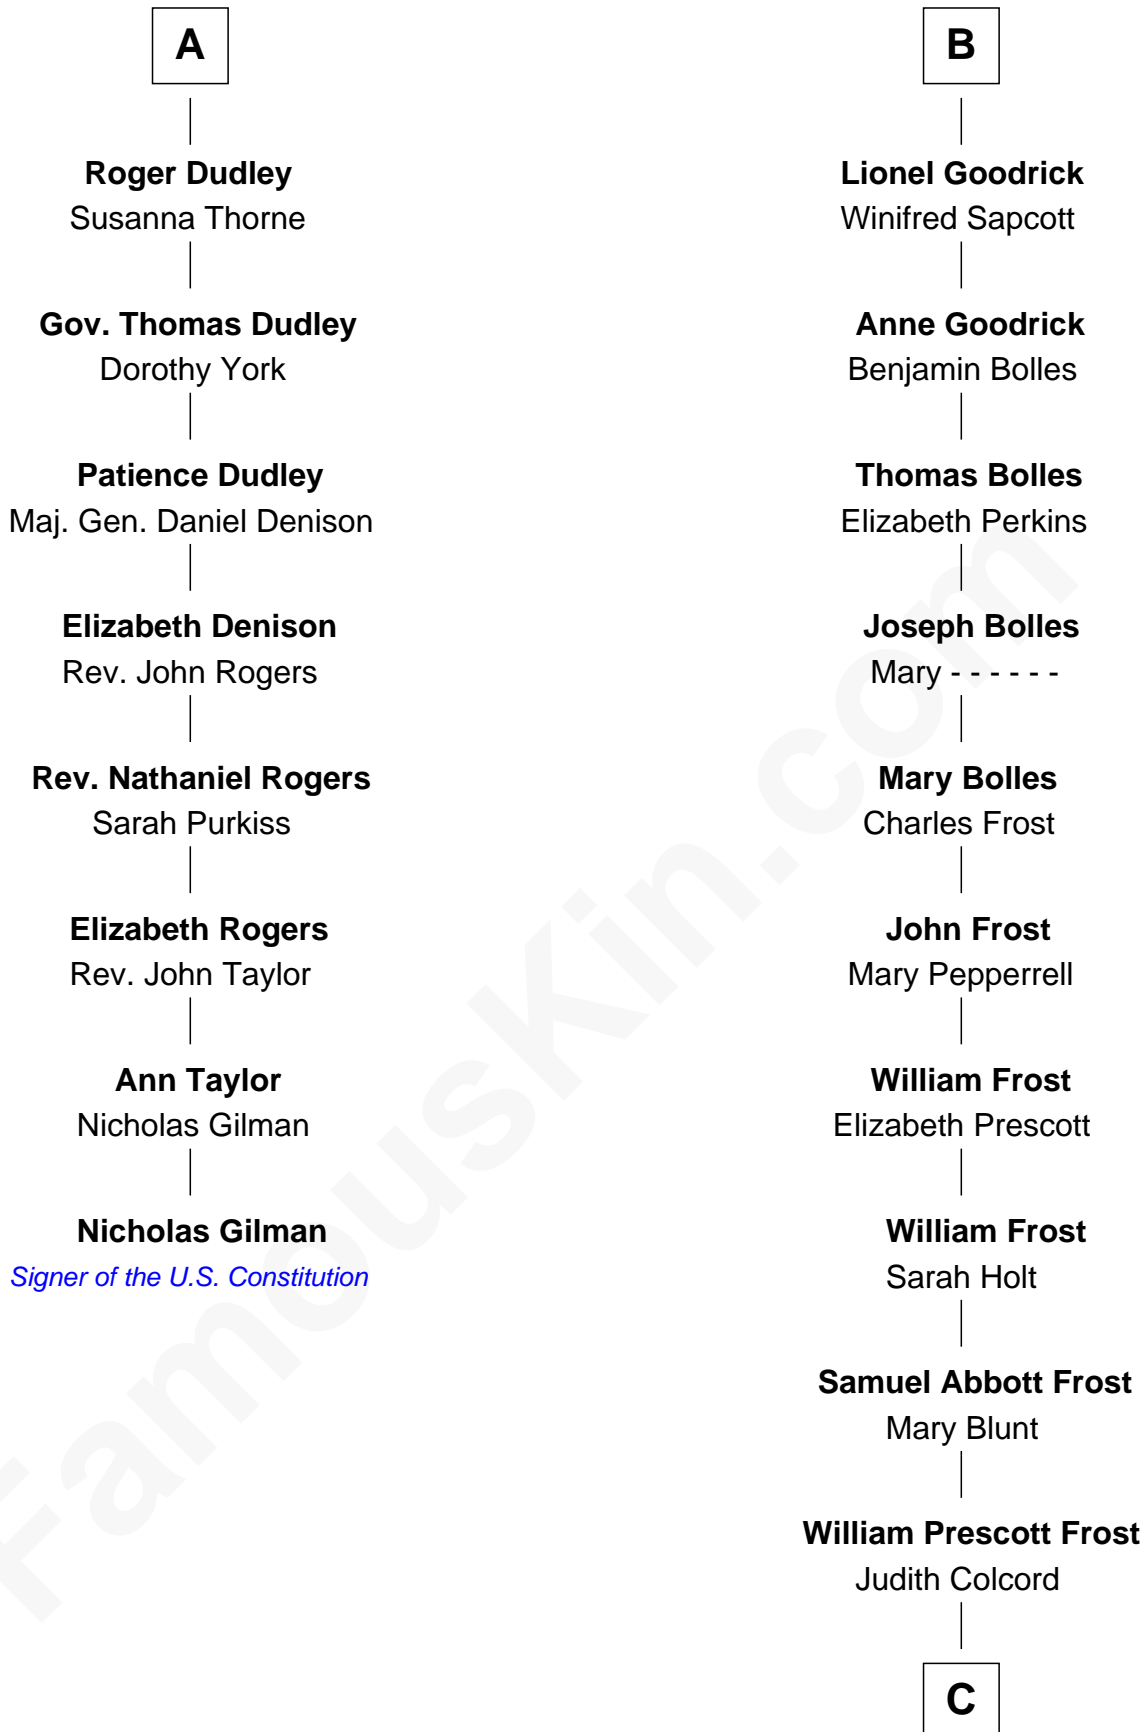 A
Roger Dudley
Susanna Thorne
Gov. Thomas Dudley
Dorothy York
Patience Dudley
Maj. Gen. Daniel Denison
Elizabeth Denison
Rev. John Rogers
Rev. Nathaniel Rogers
Sarah Purkiss
Elizabeth Rogers
Rev. John Taylor
Ann Taylor
Nicholas Gilman
Nicholas Gilman
Signer of the U.S. Constitution
B
Lionel Goodrick
Winifred Sapcott
Anne Goodrick
Benjamin Bolles
Thomas Bolles
Elizabeth Perkins
Joseph Bolles
Mary - - - - - -
Mary Bolles
Charles Frost
John Frost
Mary Pepperrell
William Frost
Elizabeth Prescott
William Frost
Sarah Holt
Samuel Abbott Frost
Mary Blunt
William Prescott Frost
Judith Colcord
C
FamousKin.com